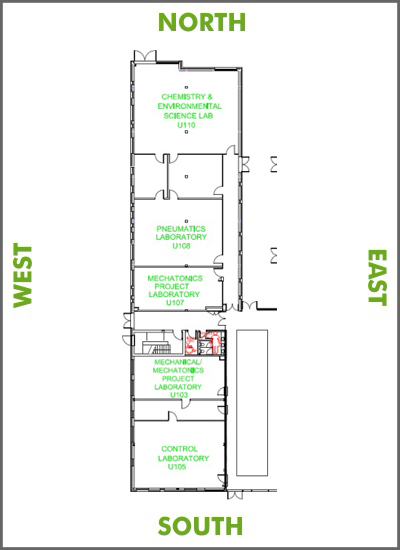 NORTH
CHEMISTRY &
ENVIRONMENTAL
SCIENCE LAB
U110
PNEUMATICS
LABORATORY
U108
WEST
EAST
MECHATONICS
PROJECT
LABORATORY
U107
MECHANICAL/
MECHATONICS
PROJECT
LABORATORY
U103
CONTROL
LABORATORY
U105
SOUTH